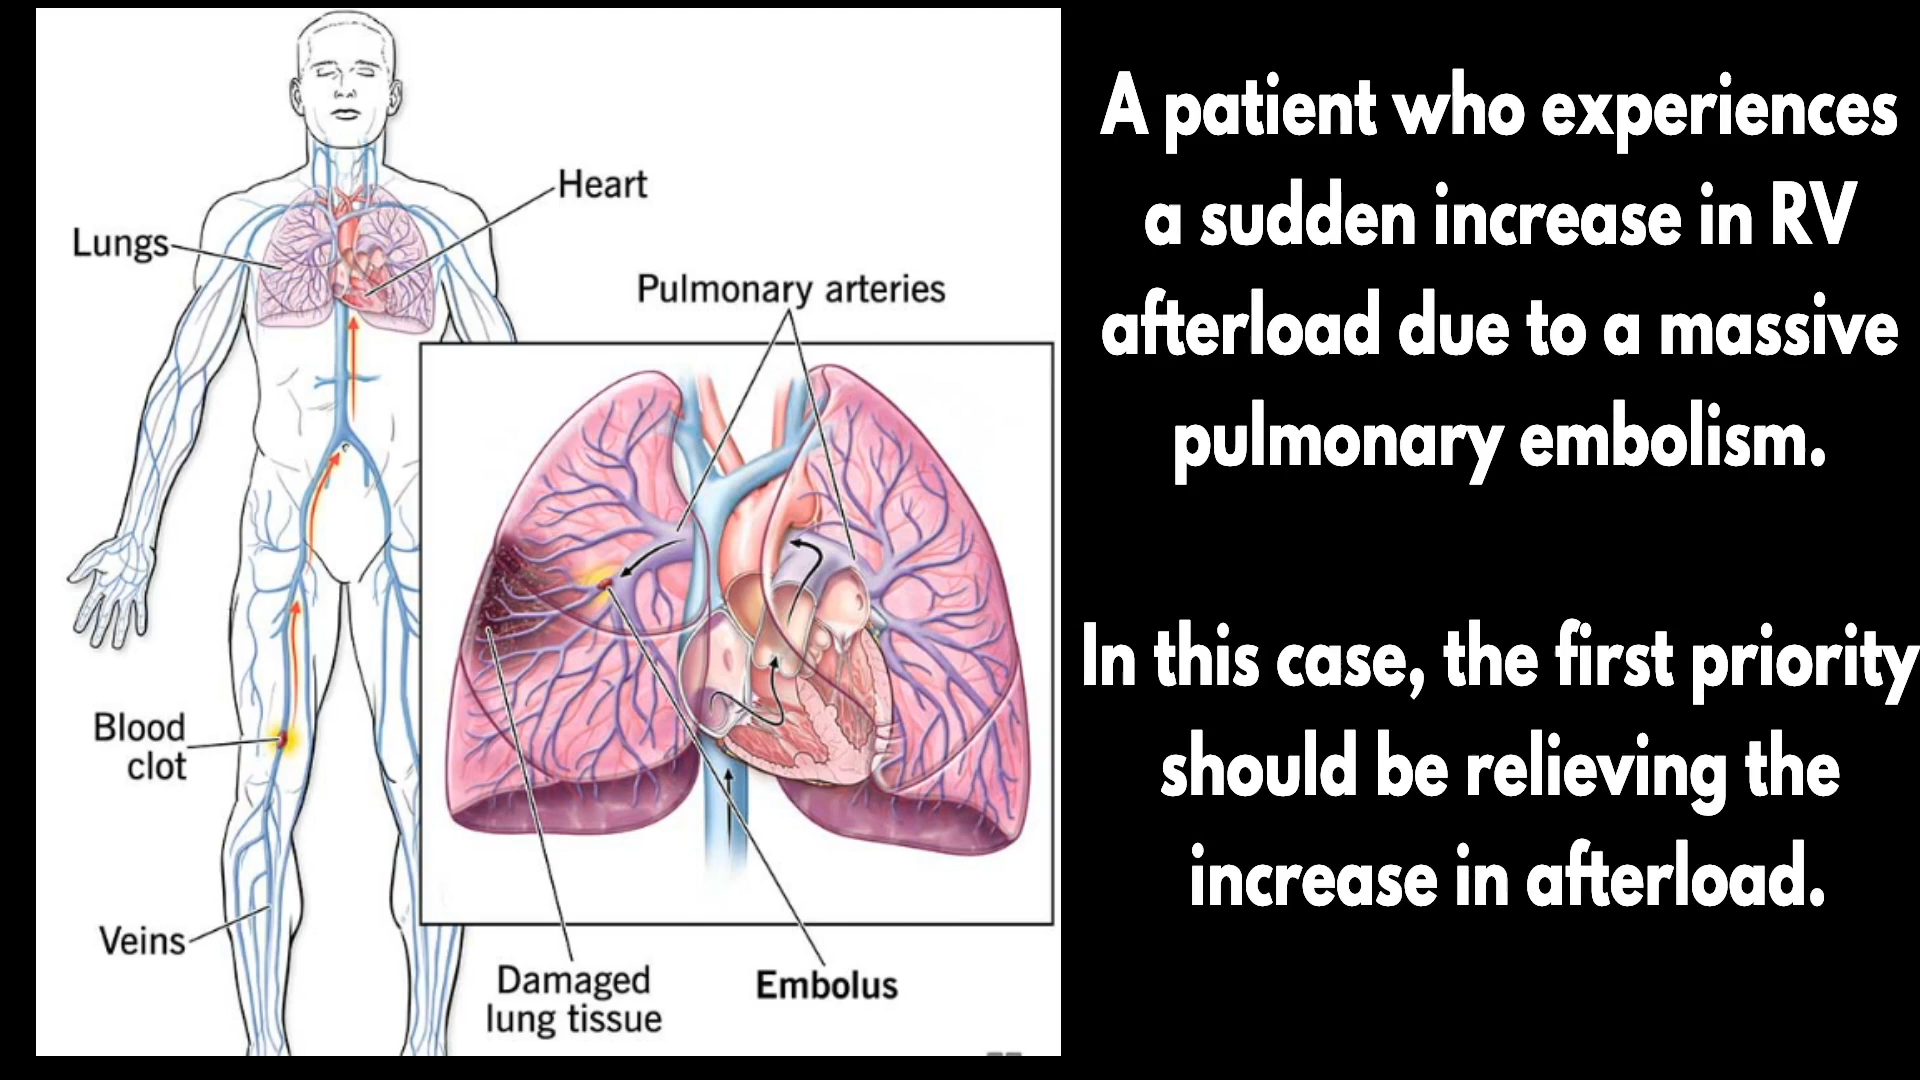 Heart
Lungs
Pulmonary arteries
Blood
clot
Veins
Damaged
lung tissue
Embolus
A patient who experiences
a sudden increase in RV
afterload due to a massive
pulmonary embolism.
In this case, the first priority
should be relieving the
increase in afterload.